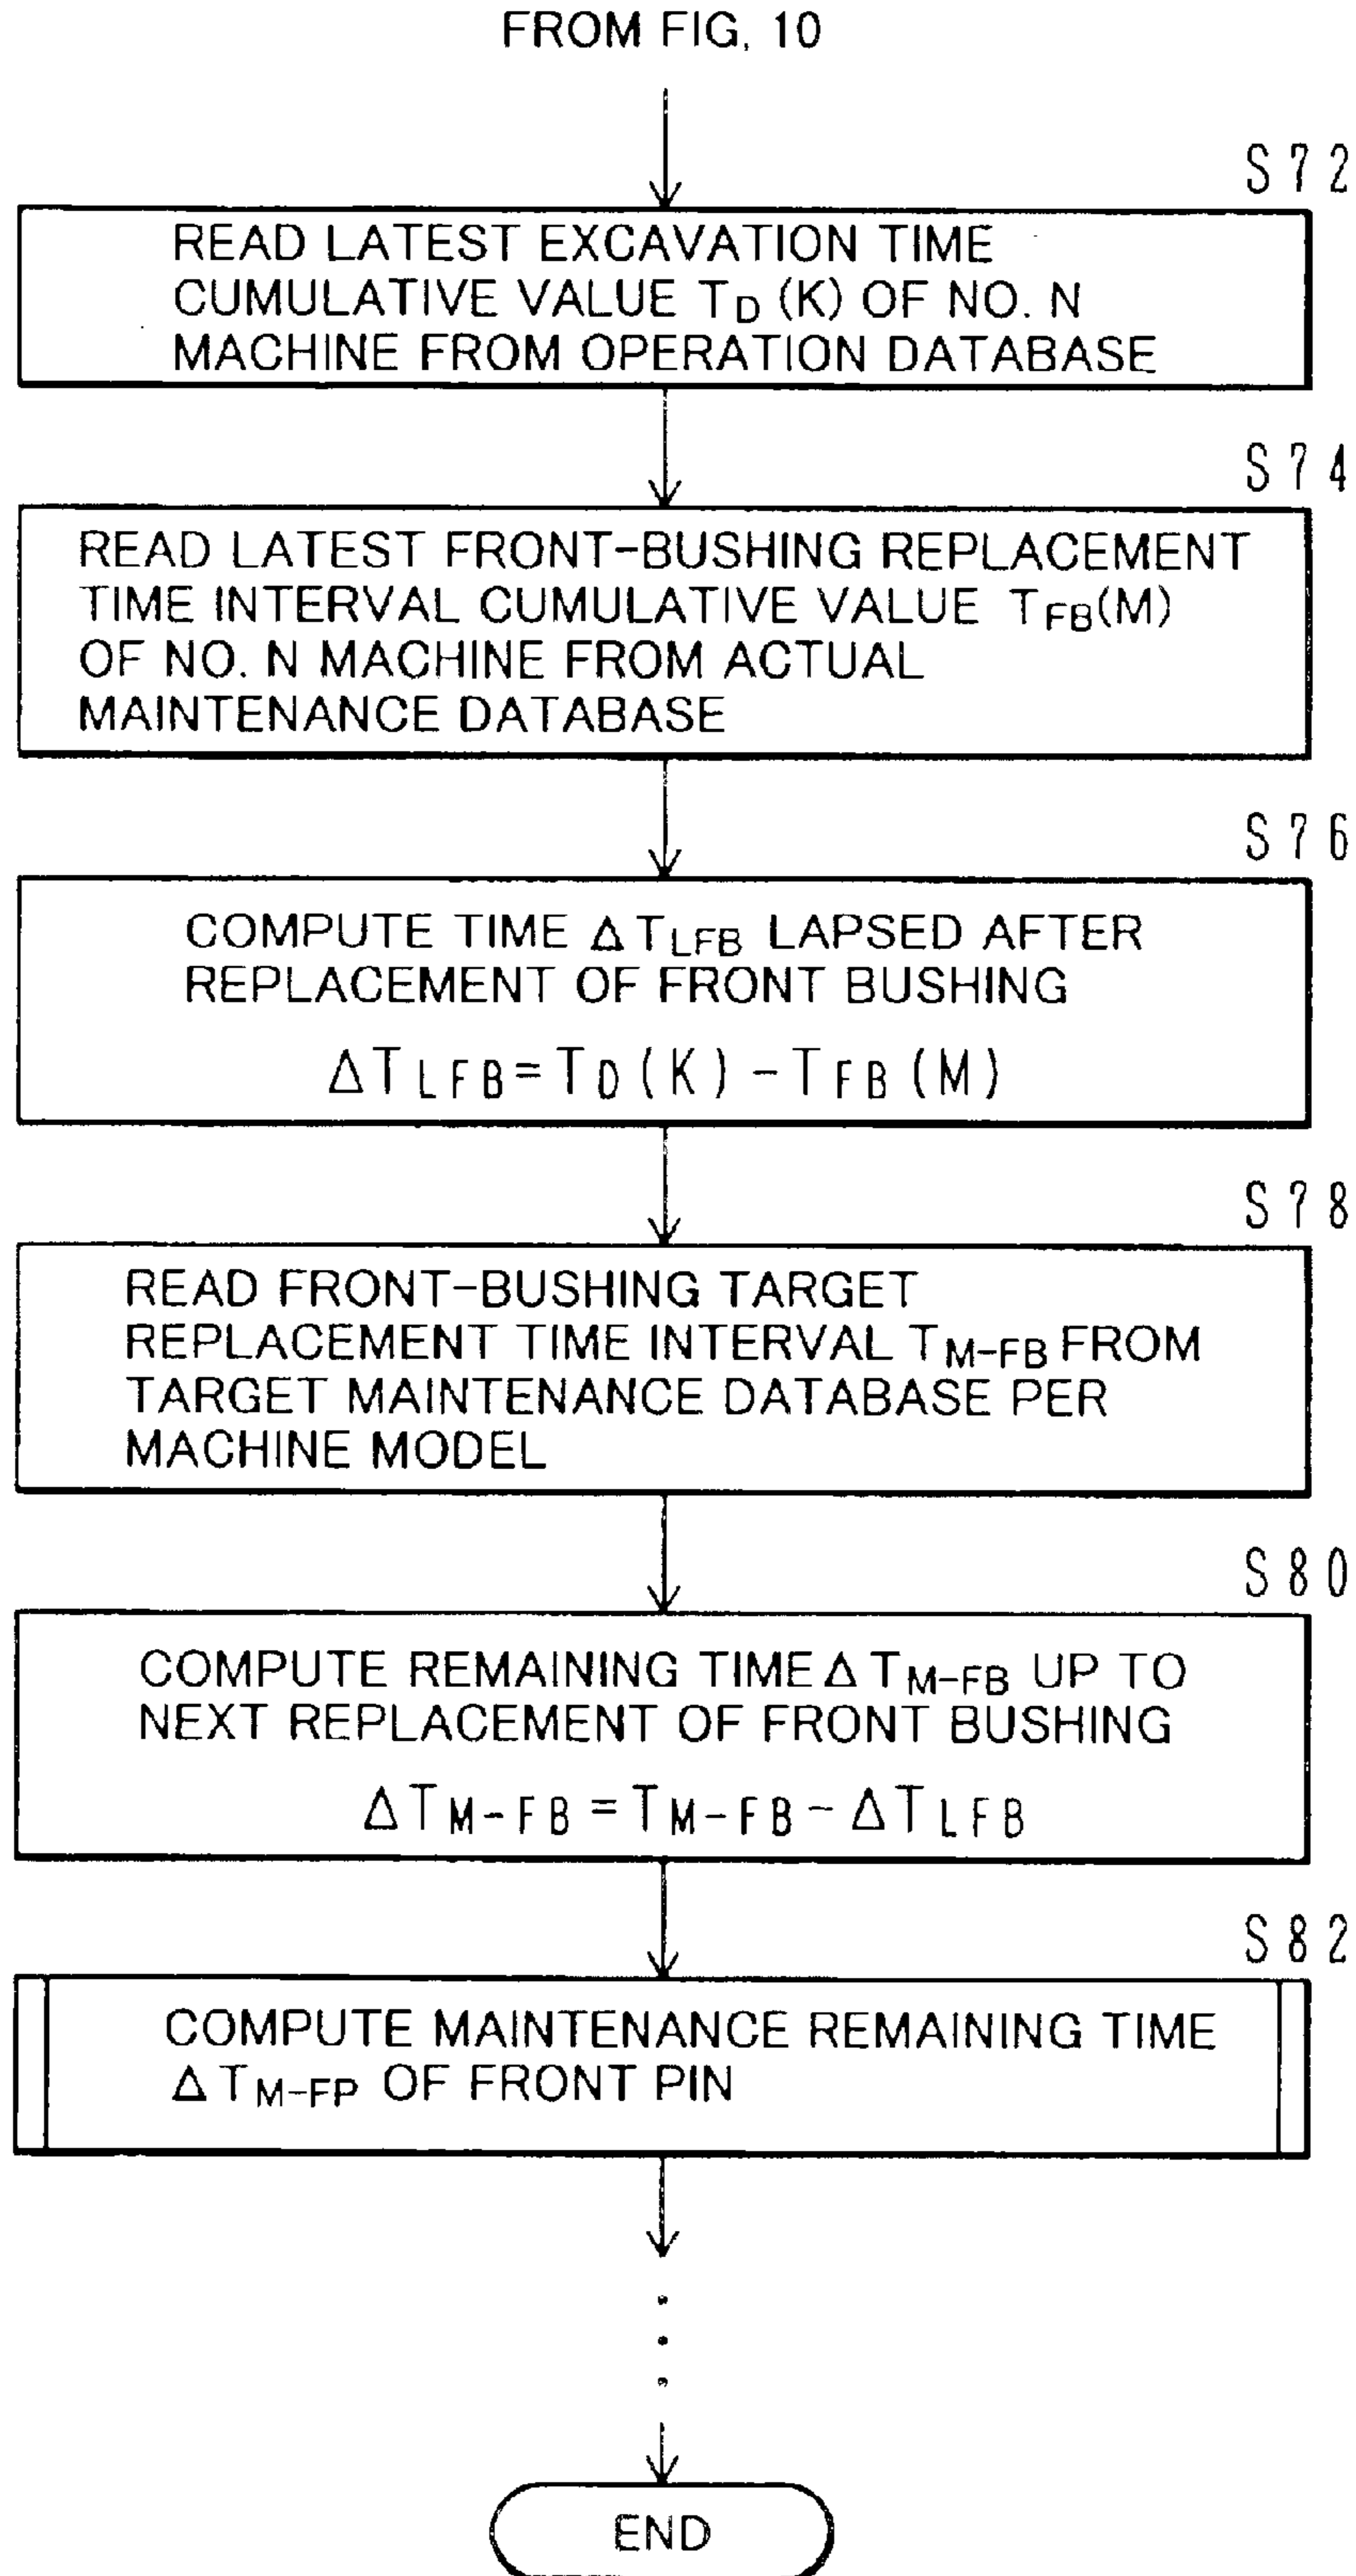 FROM FIG. 10
S72
READ LATEST EXCAVATION TIME
CUMULATIVE VALUE TD (K) OF NO. N
MACHINE FROM OPERATION DATABASE
S74
READ LATEST FRONT-BUSHING REPLACEMENT
TIME INTERVAL CUMULATIVE VALUE TFB(M)
OF NO. N MACHINE FROM ACTUAL
MAINTENANCE DATABASE
S76
COMPUTE TIME ΔTLFB LAPSED AFTER
REPLACEMENT OF FRONT BUSHING
ΔTLFB=TD(K)-TFB(M)
S78
READ FRONT-BUSHING TARGET
REPLACEMENT TIME INTERVAL TM-FB FROM
TARGET MAINTENANCE DATABASE PER
MACHINE MODEL
S80
COMPUTE REMAINING TIME ΔTM-FB UP TO
NEXT REPLACEMENT OF FRONT BUSHING
ΔTM-FB=TM-FB-ΔTLFB
S82
COMPUTE MAINTENANCE REMAINING TIME
ΔTM-FP OF FRONT PIN
END